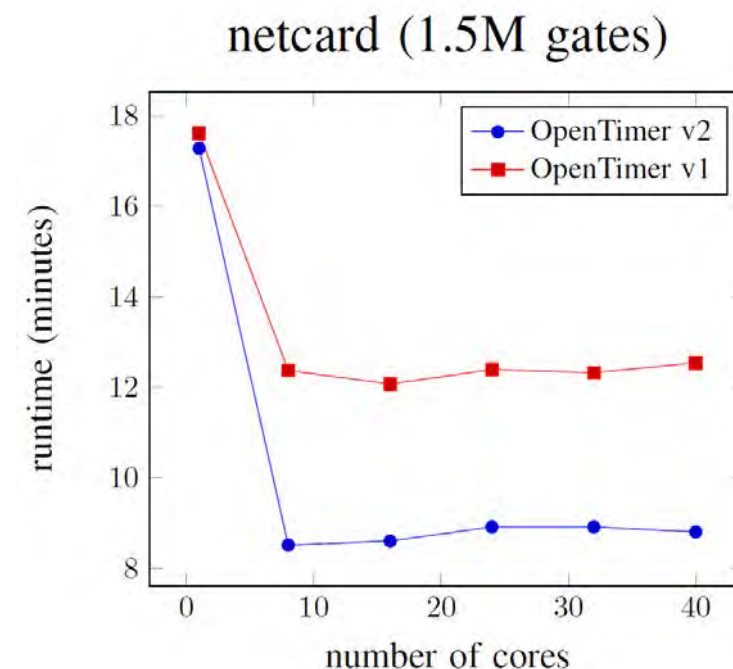 netcard (1.5M gates)
OpenTimer v2
OpenTimer v1
runtime (minutes)
18
16
14
12
10
8
0 10 20 30 40
number of cores